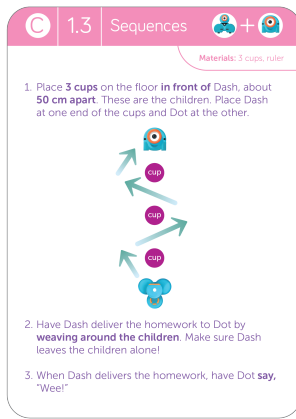 C 1.3 Sequences +
Materials: 3 cups, ruler
1. Place 3 cups on the floor in front of Dash, about
50 cm apart. These are the children. Place Dash
at one end of the cups and Dot at the other.
cup
cup
cup
2. Have Dash deliver the homework to Dot by
weaving around the children. Make sure Dash
leaves the children alone!
3. When Dash delivers the homework, have Dot say,
"Wee!"